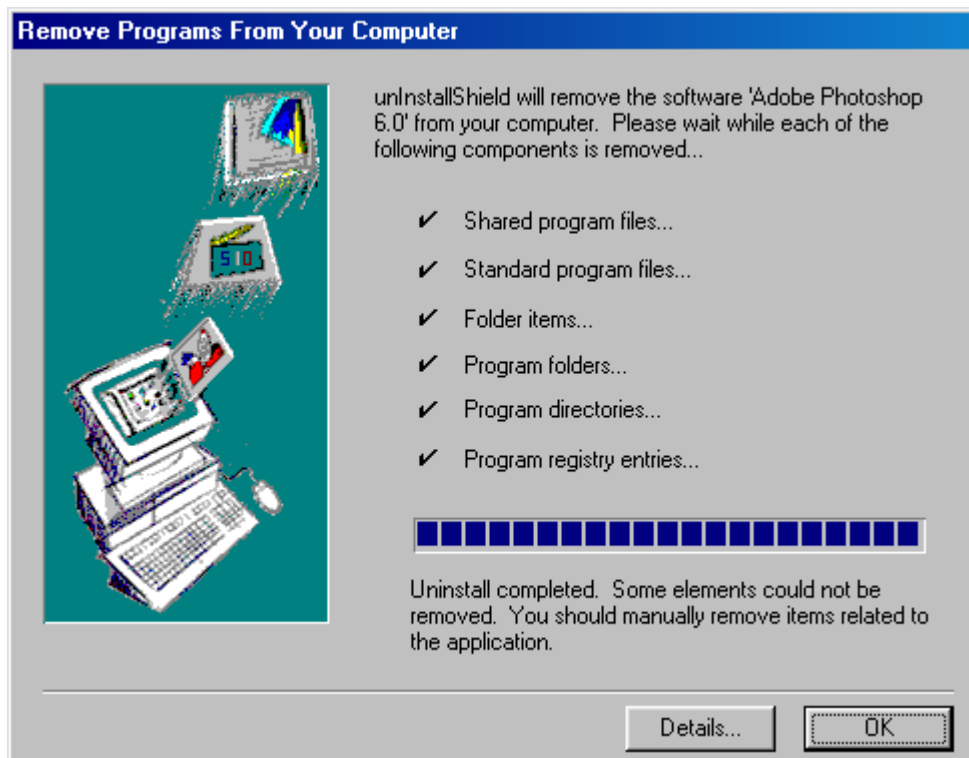 Remove Programs From Your Computer
unInstallShield will remove the software 'Adobe Photoshop
6.0' from your computer.  Please wait while each of the
following components is removed...
✔ Shared program files...
✔ Standard program files...
✔ Folder items...
✔ Program folders...
✔ Program directories...
✔ Program registry entries...
Uninstall completed.  Some elements could not be
removed.  You should manually remove items related to
the application.
Details...
OK